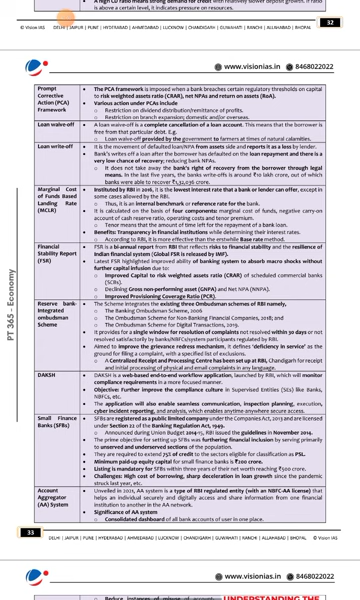 A high CD ratio means strong demand for credit with relatively slower deposit growth. If ratio
is above a certain level, it indicates pressure on resources.
DELHI | JAIPUR | PUNE | HYDERABAD | AHMEDABAD | LUCKNOW | CHANDIGARH | GUWAHATI | RANCHI | ALLAHABAD | BHOPAL
© Vision IAS
32
www.visionias.in 8468022022
Prompt Corrective Action (PCA) Framework
• The PCA framework is imposed when a bank breaches certain regulatory thresholds on capital
to risk weighted assets ratio (CRAR), net NPAs and return on assets (RoA).
• Various action under PCAs include
o Restriction on dividend distribution/remittance of profits.
o Restriction on branch expansion; domestic and/or overseas.
Loan waive-off
• A loan waive-off is a complete cancellation of a loan account. This means that the borrower is
free from that particular debt. E.g.
o Loan waive-off provided by the government to farmers at times of natural calamities.
Loan write-off
• It is the movement of defaulted loan/NPA from assets side and reports it as a loss by lender.
• Bank's writes off a loan after the borrower has defaulted on the loan repayment and there is a
very low chance of recovery; reducing bank NPAs.
o It does not take away the bank's right of recovery from the borrower through legal
means. In the last five years, the banks write-offs is around ₹10 lakh crore, out of which
banks were able to recover ₹1,32,036 crore.
Marginal Cost of Funds Based Landing Rate (MCLR)
• Instituted by RBI in 2016, it is the lowest interest rate that a bank or lender can offer, except in
some cases allowed by the RBI.
o Thus, it is an internal benchmark or reference rate for the bank.
• It is calculated on the basis of four components: marginal cost of funds, negative carry-on
account of cash reserve ratio, operating costs and tenor premium.
o Tenor means the amount of time left for the repayment of a bank loan.
• Benefits: Transparency in financial institutions while determining their interest rates.
o According to RBI, it is more effective than the erstwhile Base rate method.
Financial Stability Report (FSR)
• FSR is a bi-annual report from RBI that reflects risks to financial stability and the resilience of
Indian financial system (Global FSR is released by IMF).
• Latest FSR highlighted improved ability of banking system to absorb macro shocks without
further capital infusion due to:
o Improved Capital to risk weighted assets ratio (CRAR) of scheduled commercial banks
(SCBs).
o Declining Gross non-performing asset (GNPA) and Net NPA (NNPA).
o Improved Provisioning Coverage Ratio (PCR).
Reserve bank-Integrated ombudsman Scheme
• The Scheme integrates the existing three Ombudsman schemes of RBI namely,
o The Banking Ombudsman Scheme, 2006
o The Ombudsman Scheme for Non-Banking Financial Companies, 2018; and
o The Ombudsman Scheme for Digital Transactions, 2019.
• It provides for a single window for resolution of complaints not resolved within 30 days or not
resolved satisfactorily by banks/NBFCs/system participants regulated by RBI.
• Aimed to improve the grievance redress mechanism, it defines 'deficiency in service' as the
ground for filing a complaint, with a specified list of exclusions.
o A Centralized Receipt and Processing Centre has been set up at RBI, Chandigarh for receipt
and initial processing of physical and email complaints in any language.
DAKSH
• DAKSH is a web-based end-to-end workflow application, launched by RBI, which will monitor
compliance requirements in a more focused manner.
• Objective: Further improve the compliance culture in Supervised Entities (SEs) like Banks,
NBFCs, etc.
• The application will also enable seamless communication, inspection planning, execution,
cyber incident reporting, and analysis, which enables anytime-anywhere secure access.
Small Finance Banks (SFBs)
• SFBs are registered as a public limited company under the Companies Act, 2013 and are licensed
under Section 22 of the Banking Regulation Act, 1949.
o Announced during Union Budget 2014-15, RBI issued the guidelines in November 2014.
• The prime objective for setting up SFBs was furthering financial inclusion by serving primarily
to unserved and underserved sections of the population.
• They are required to extend 75% of credit to the sectors eligible for classification as PSL.
• Minimum paid-up equity capital for small finance banks is ₹200 crore.
• Listing is mandatory for SFBs within three years of their net worth reaching ₹500 crore.
• Challenges: High cost of borrowing, sharp deceleration in loan growth since the pandemic
struck last year, etc.
Account Aggregator (AA) System
• Unveiled in 2021, AA system is a type of RBI regulated entity (with an NBFC-AA license) that
helps an individual securely and digitally access and share information from one financial
institution to another in the AA network.
• Significance of AA system
o Consolidated dashboard of all bank accounts of user in one place.
PT 365 - Economy
33
DELHI | JAIPUR | PUNE | HYDERABAD | AHMEDABAD | LUCKNOW | CHANDIGARH | GUWAHATI | RANCHI | ALLAHABAD | BHOPAL
© Vision IAS
www.visionias.in 8468022022